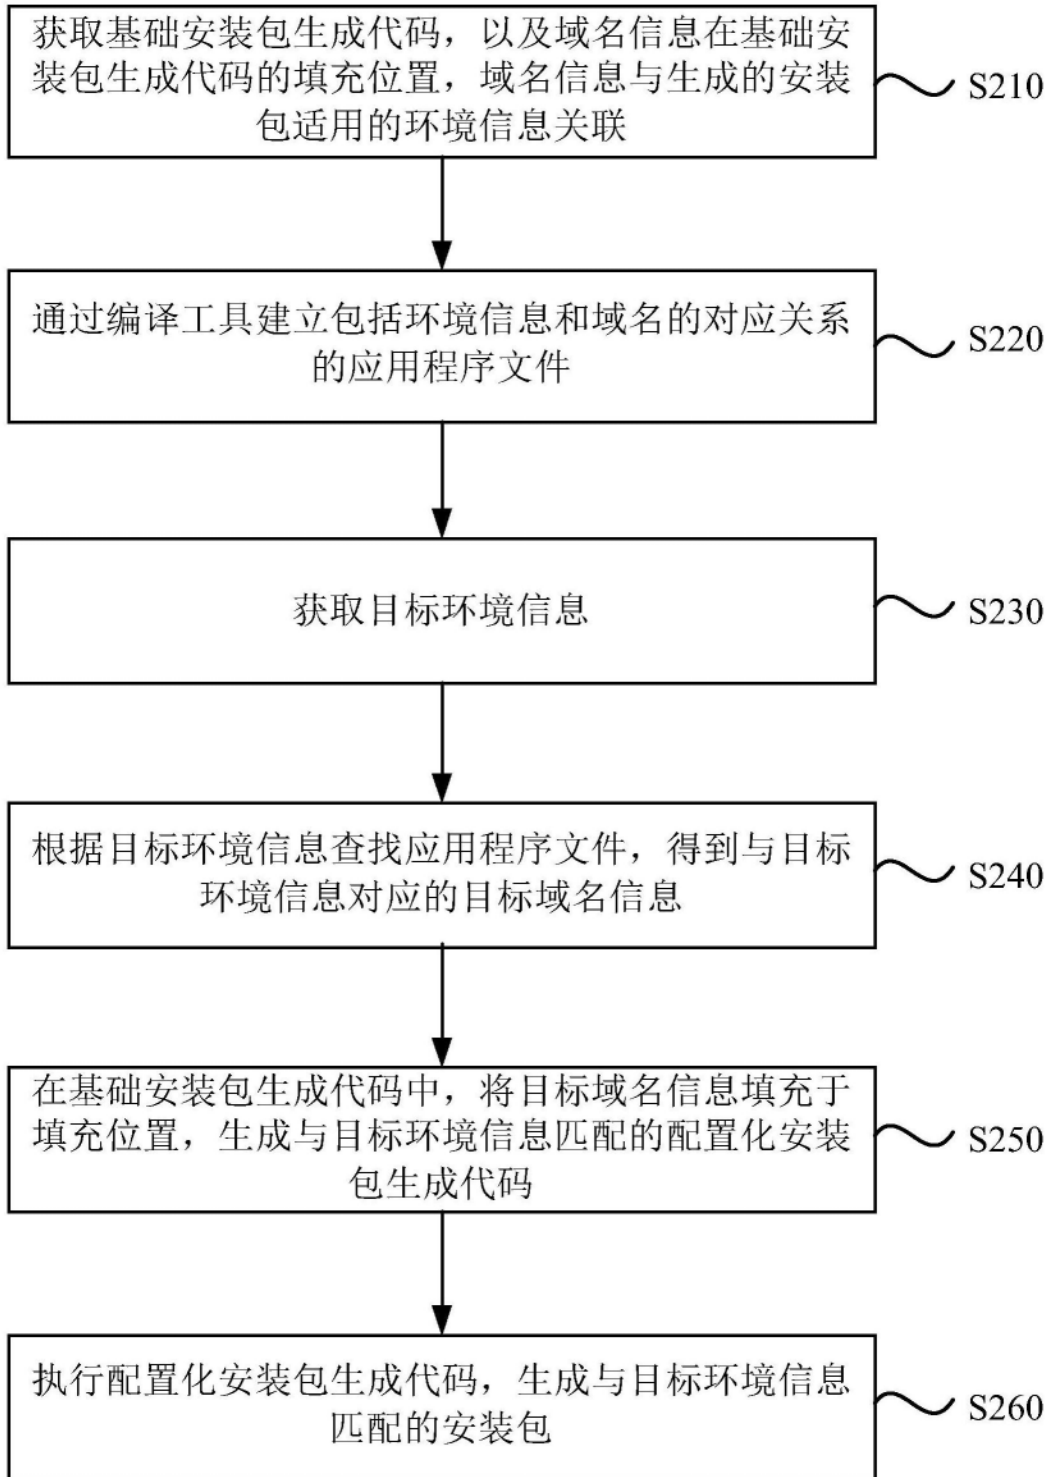 获取基础安装包生成代码，以及域名信息在基础安
装包生成代码的填充位置，域名信息与生成的安装
包适用的环境信息关联
S210
通过编译工具建立包括环境信息和域名的对应关系
的应用程序文件
S220
获取目标环境信息
S230
根据目标环境信息查找应用程序文件，得到与目标
环境信息对应的目标域名信息
S240
在基础安装包生成代码中，将目标域名信息填充于
填充位置，生成与目标环境信息匹配的配置化安装
包生成代码
S250
执行配置化安装包生成代码，生成与目标环境信息
匹配的安装包
S260